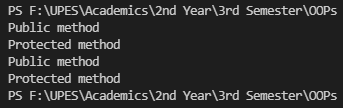 PS F:\UPES\Academics\2nd Year\3rd Semester\OOPs
Public method
Protected method
Public method
Protected method
PS F:\UPES\Academics\2nd Year\3rd Semester\OOPs